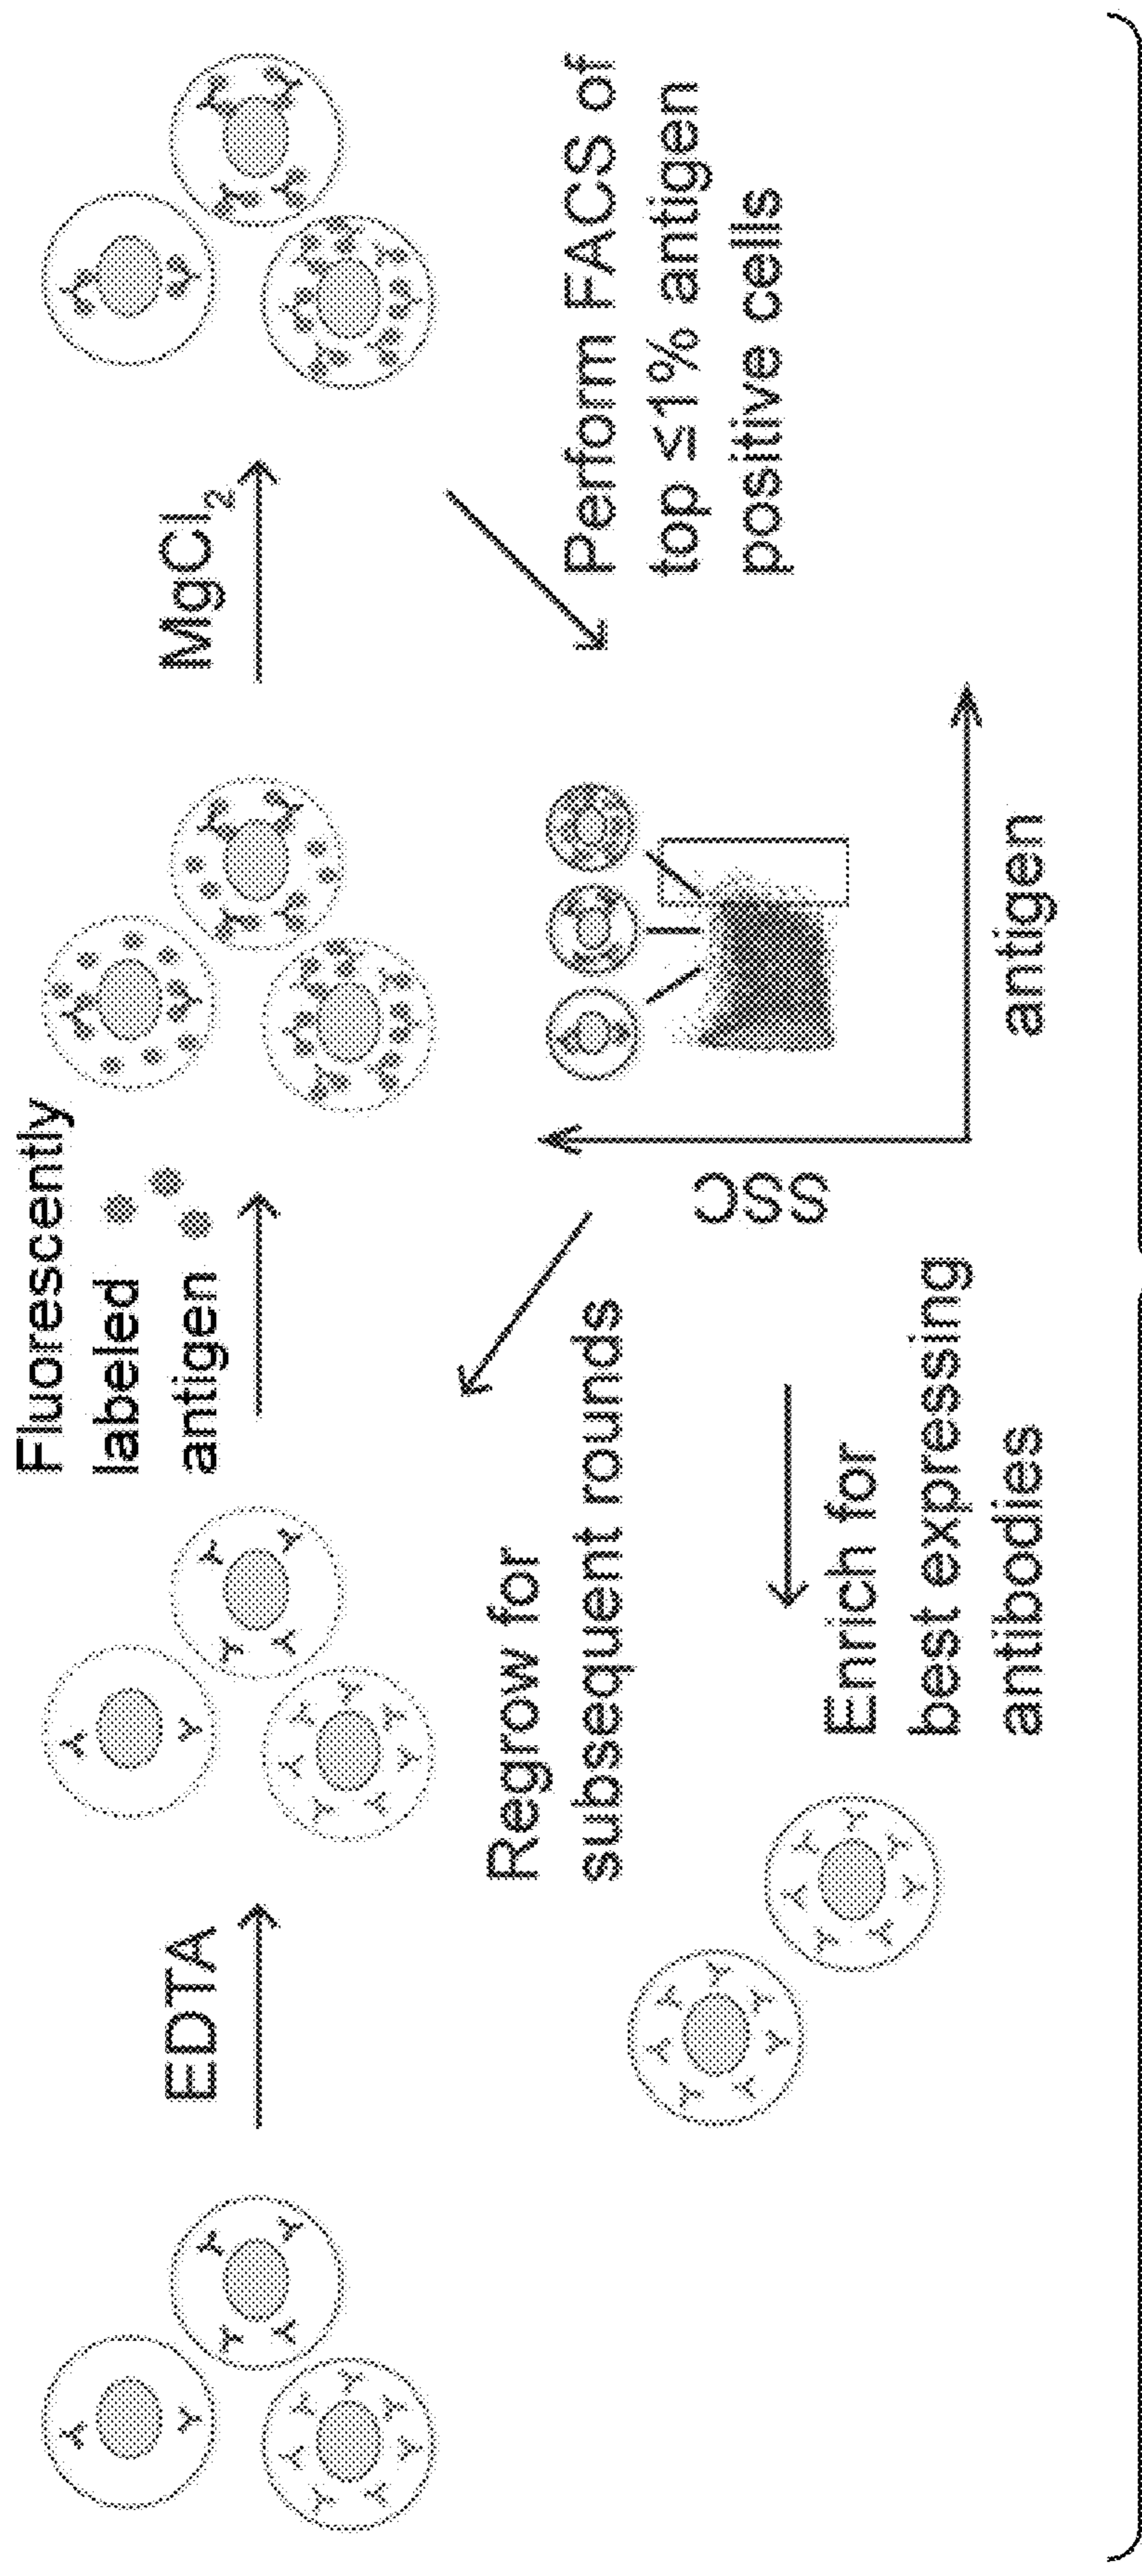 EDTA
Fluorescently
labeled
antigen
MgCl₂
Regrow for
subsequent rounds
Perform FACS of
top ≤1% antigen
positive cells
SSC
antigen
Enrich for
best expressing
antibodies